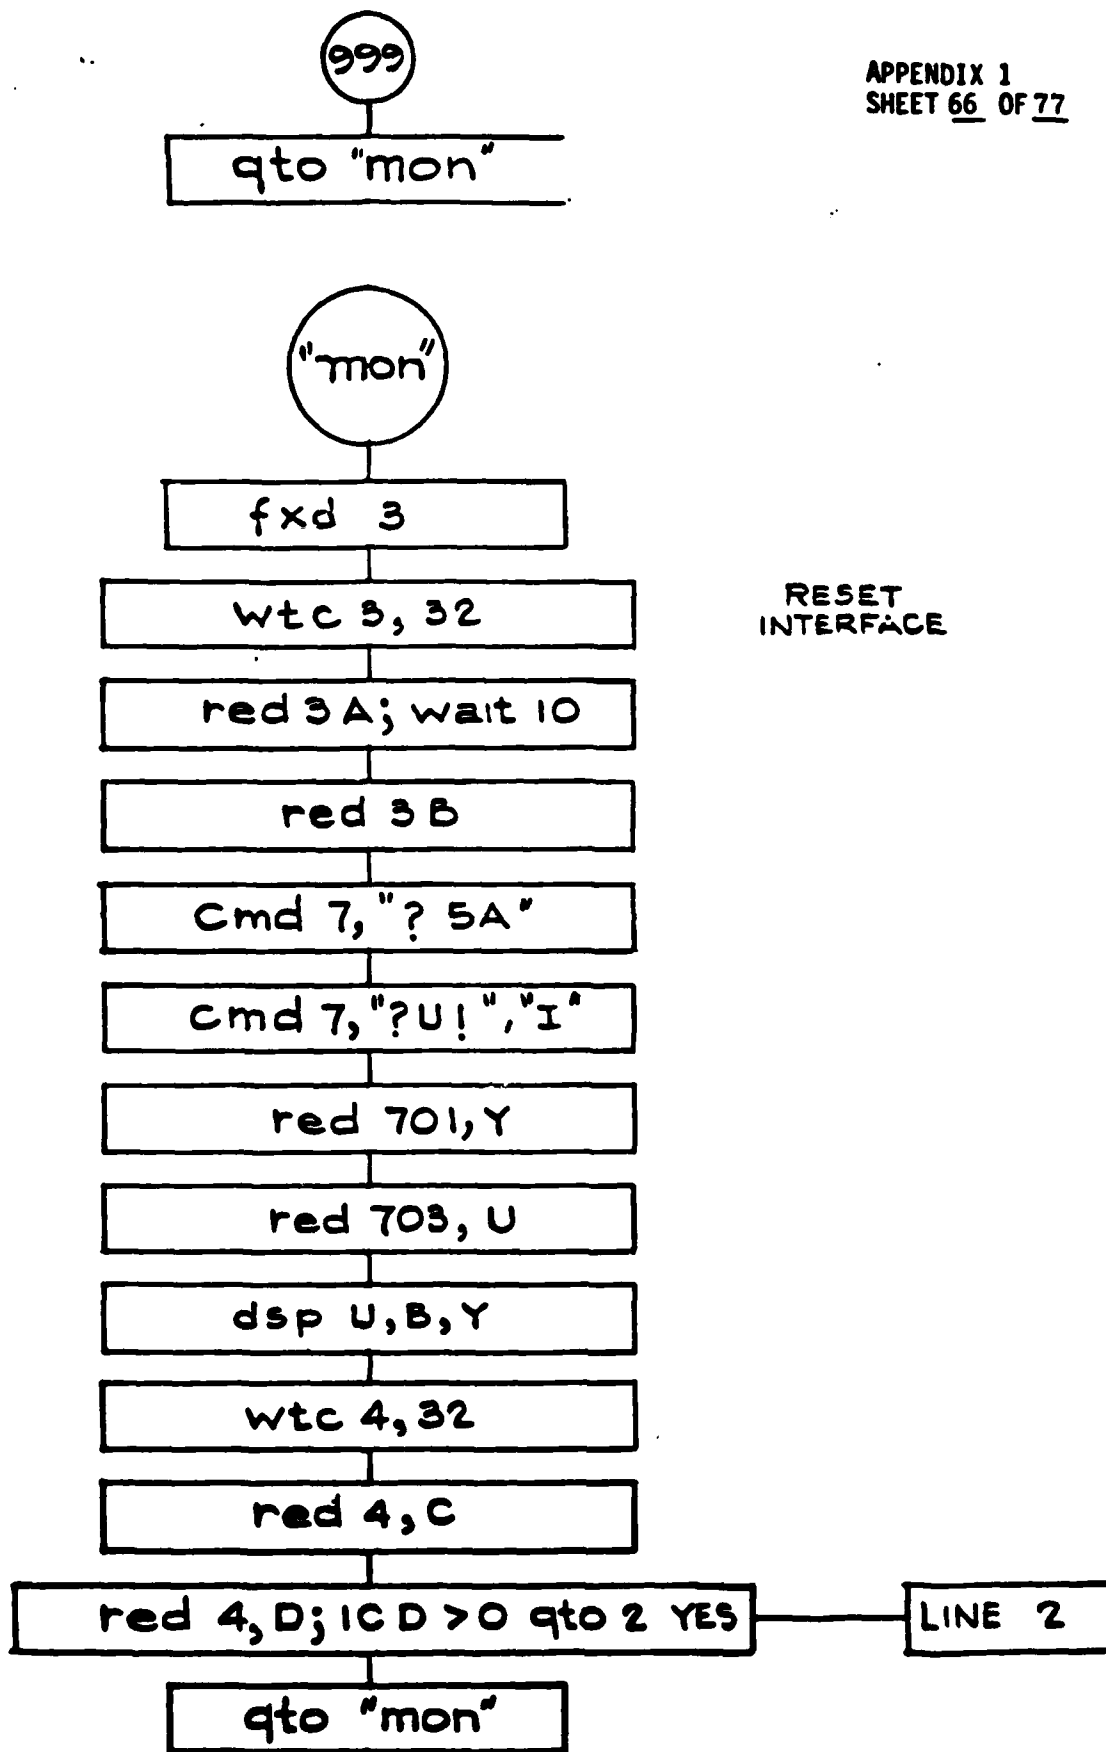 999
APPENDIX 1
SHEET 66 OF 77
qto "mon"
"mon"
fxd 3
wtc 3, 32
RESET
INTERFACE
red 3A; wait 10
red 3B
cmd 7, "? 5A"
cmd 7, "?U! ", "I"
red 701, Y
red 703, U
dsp U, B, Y
wtc 4, 32
red 4, C
red 4, D; IC D > 0 qto 2 YES
LINE 2
qto "mon"